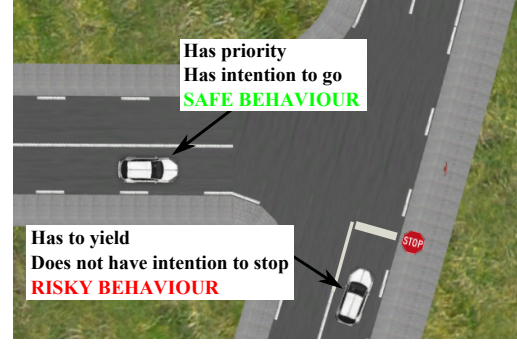 Has priority
Has intention to go
SAFE BEHAVIOUR
STOP
Has to yield
Does not have intention to stop
RISKY BEHAVIOUR